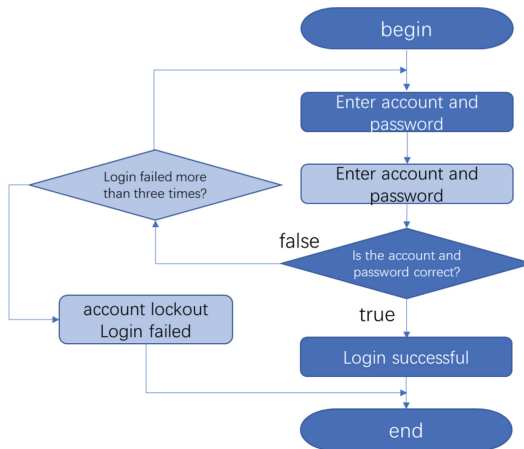 begin
Enter account and
password
Login failed more
than three times?
Enter account and
password
false
Is the account and
password correct?
true
account lockout
Login failed
Login successful
end